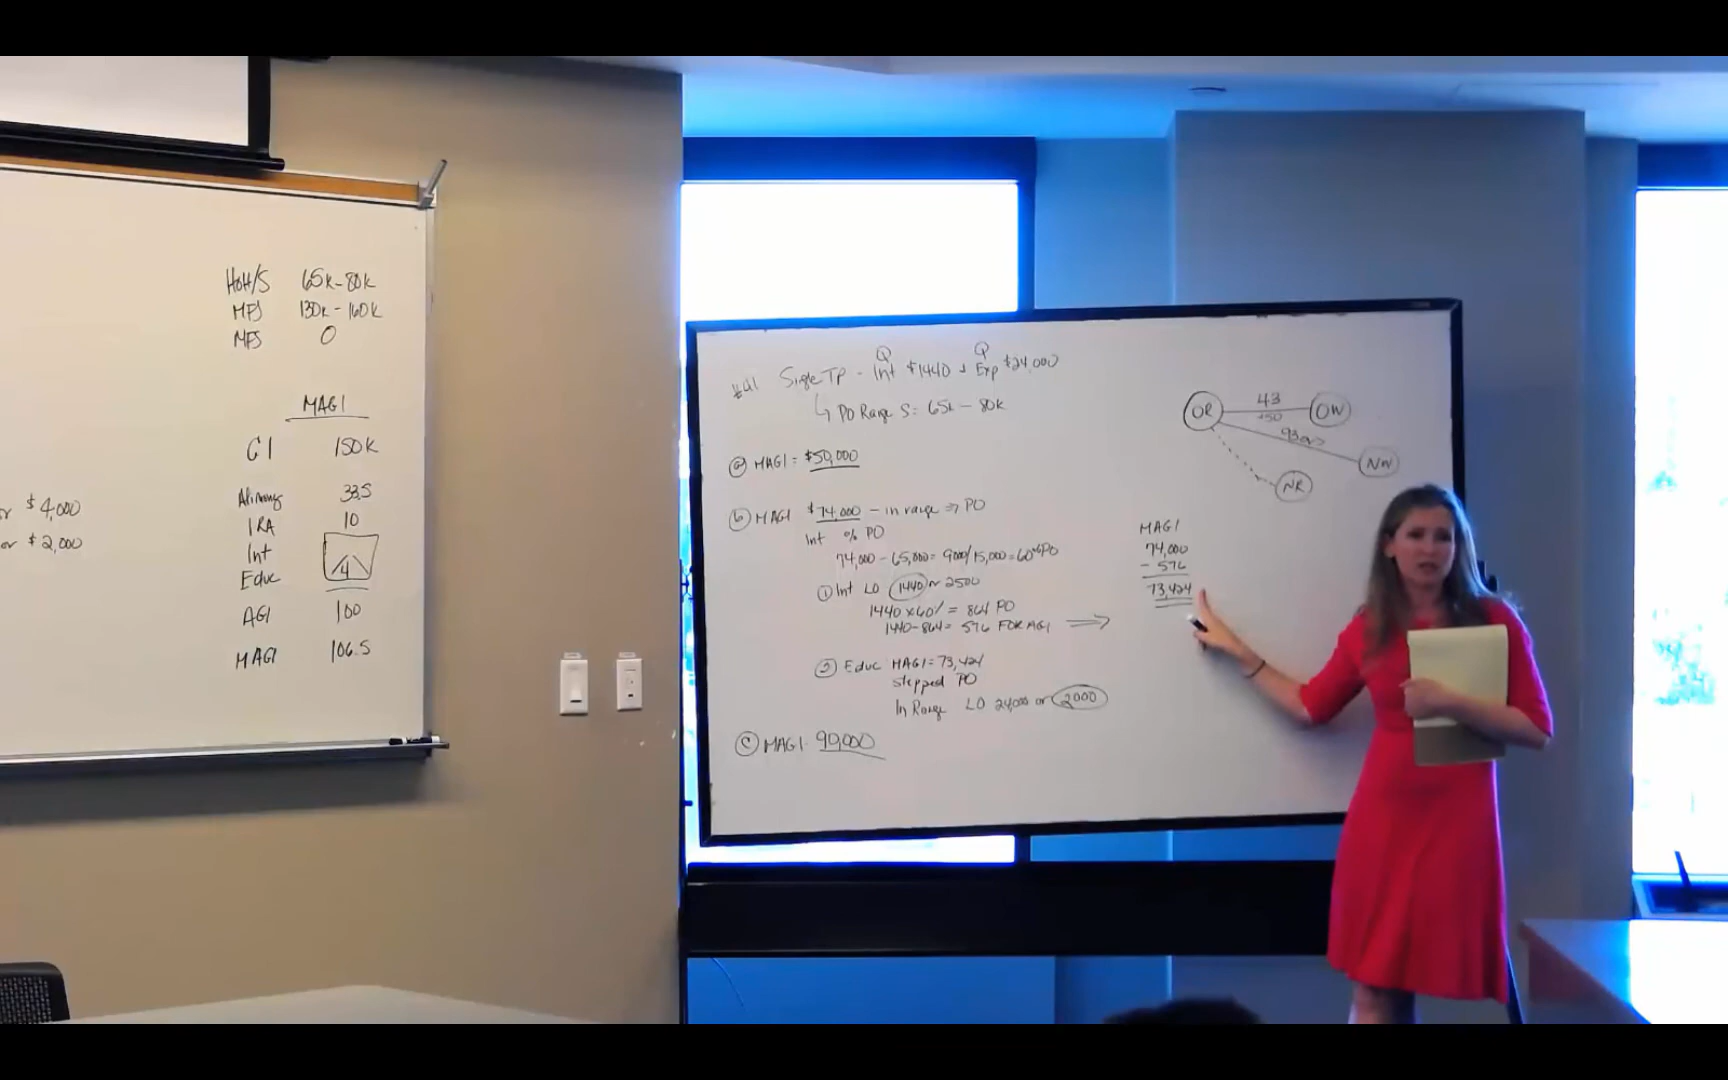 HoH/S 65k-80k
MFJ 130k-160k
MFS 0
MAGI
GI 150k
Alimony 33.5
IRA 10
Int
Educ 4
AGI 100
MAGI 106.5
or $4,000
or $2,000
#41 Single TP - Int $1440 + Exp $24,000
Q Q
↳ PO Range S: 65k - 80k
(a) MAGI = $50,000
(b) MAGI $74,000 - in range => PO
Int % PO
74,000 - 65,000 = 9000/15,000 = 60% PO
① Int LO 1440 or 2500
1440 x 60% = 864 PO
1440 - 864 = 576 FOR AGI =>
② Educ MAGI = 73,424
stepped PO
In Range LO 24,000 or 2000
(c) MAGI 90,000
OR 43 OW
+50
NW
NR
MAGI
74,000
- 576
73,424